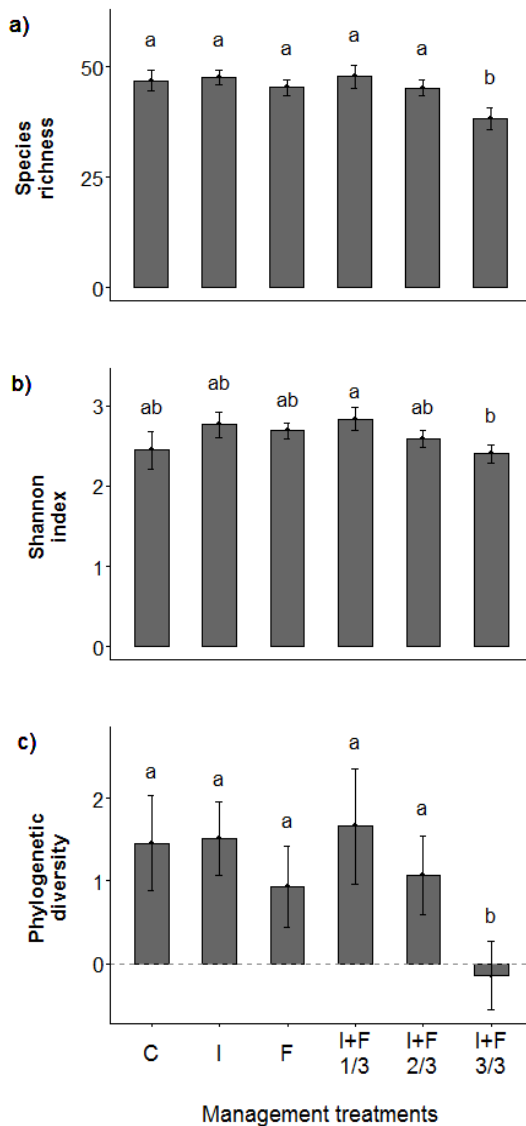 a)
a a a a a b
50
25
0
Species
richness
b)
ab ab ab a ab b
3
2
1
0
Shannon
index
c)
a a a a a b
2
1
0
Phylogenetic
diversity
C I F I+F I+F I+F
1/3 2/3 3/3
Management treatments